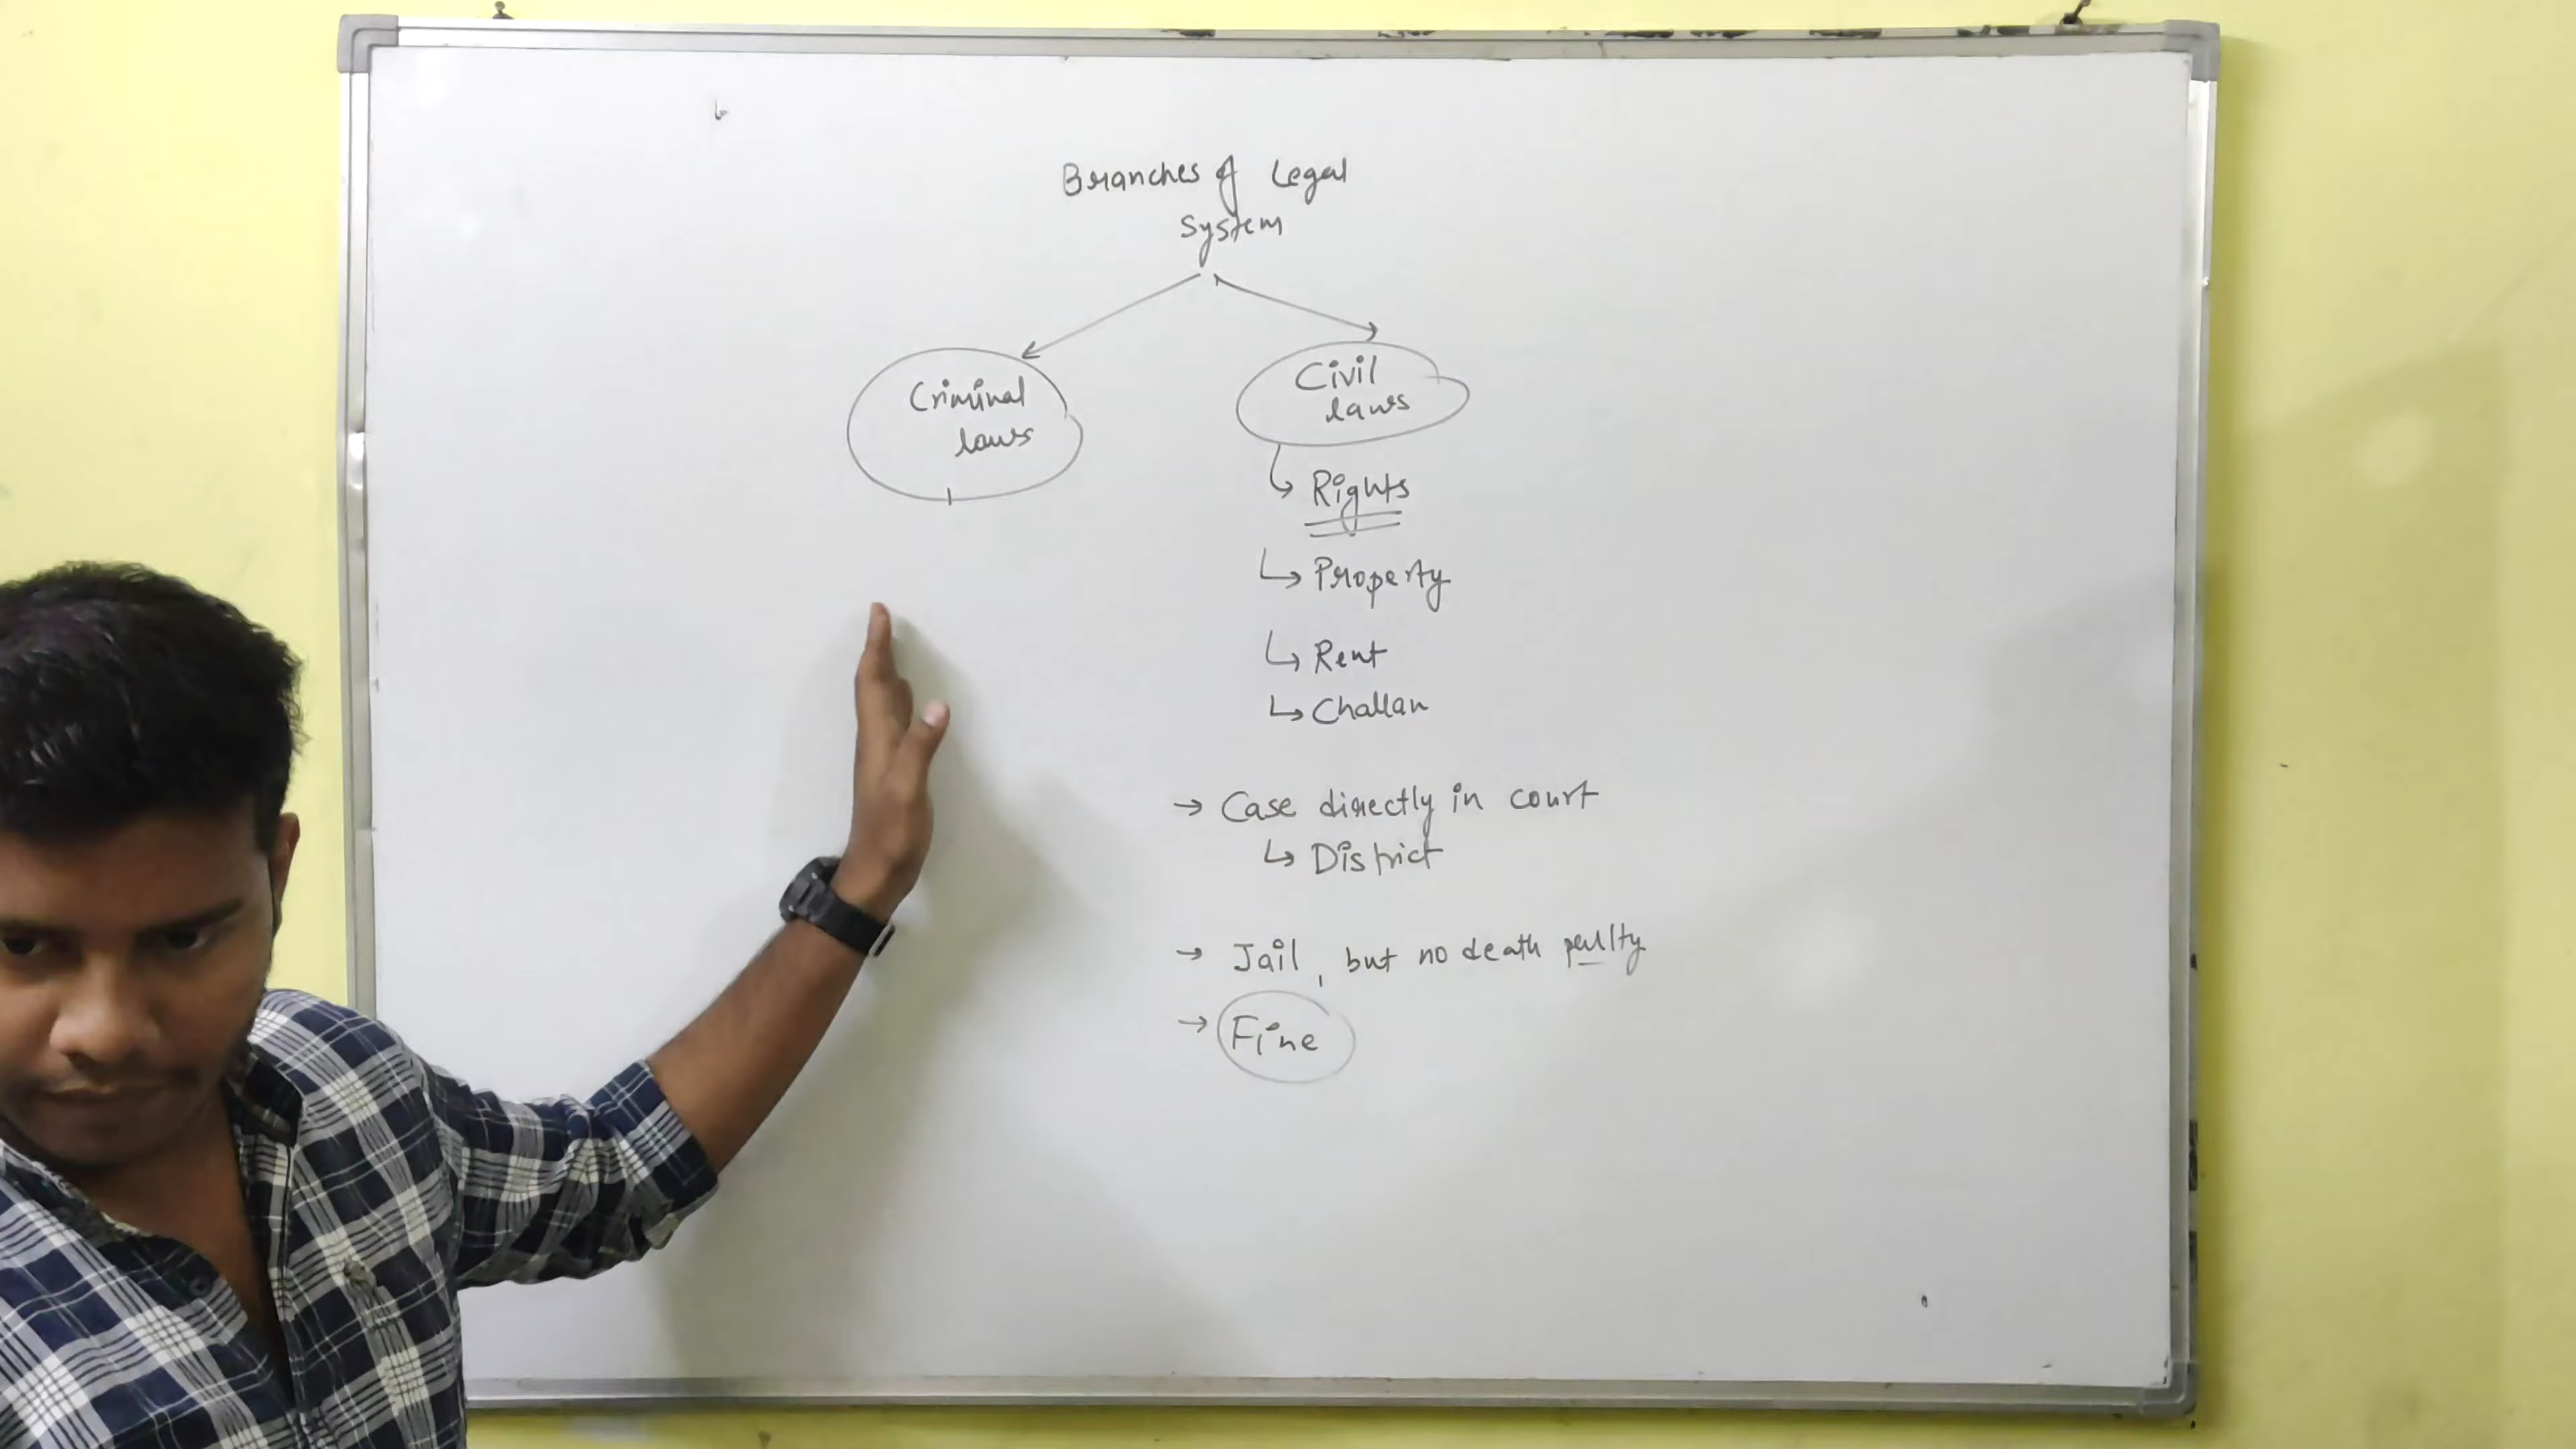 Branches of Legal
System
Criminal
laws
Civil
laws
Rights
Property
Rent
Challan
→ Case directly in court
District
→ Jail, but no death penlty
→ Fine